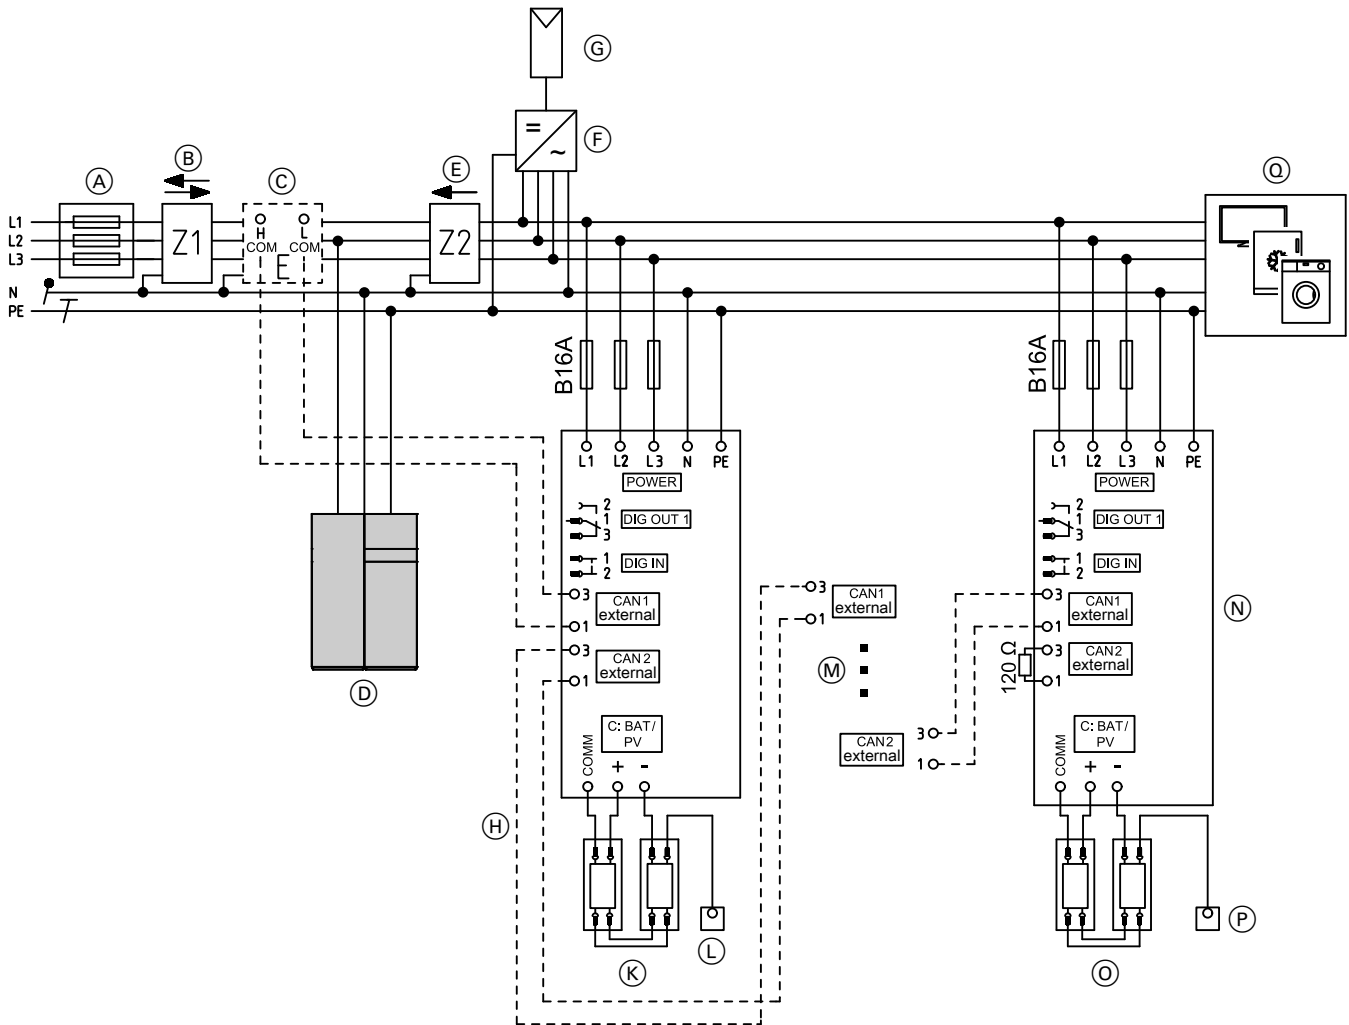 G
F
A
B
C
E
Q
L1
L2
L3
N
PE
Z1
H
COM
L
COM
E
Z2
=
~
B16A
B16A
L1 L2 L3 N PE
POWER
2
1
3
DIG OUT 1
1
2
DIG IN
3
1
CAN1
external
3
1
CAN2
external
C: BAT/
PV
COMM
+ -
D
H
K
L
3
1
CAN1
external
M
CAN2
external
3
1
L1 L2 L3 N PE
POWER
2
1
3
DIG OUT 1
1
2
DIG IN
3
1
CAN1
external
3
1
CAN2
external
120 Ω
C: BAT/
PV
COMM
+ -
N
O
P